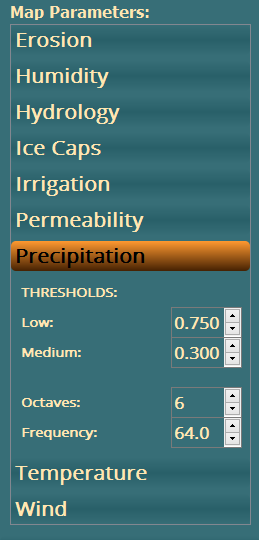 Map Parameters:
Erosion
Humidity
Hydrology
Ice Caps
Irrigation
Permeability
Precipitation
THRESHOLDS:
Low: 0.750
Medium: 0.300
Octaves: 6
Frequency: 64.0
Temperature
Wind